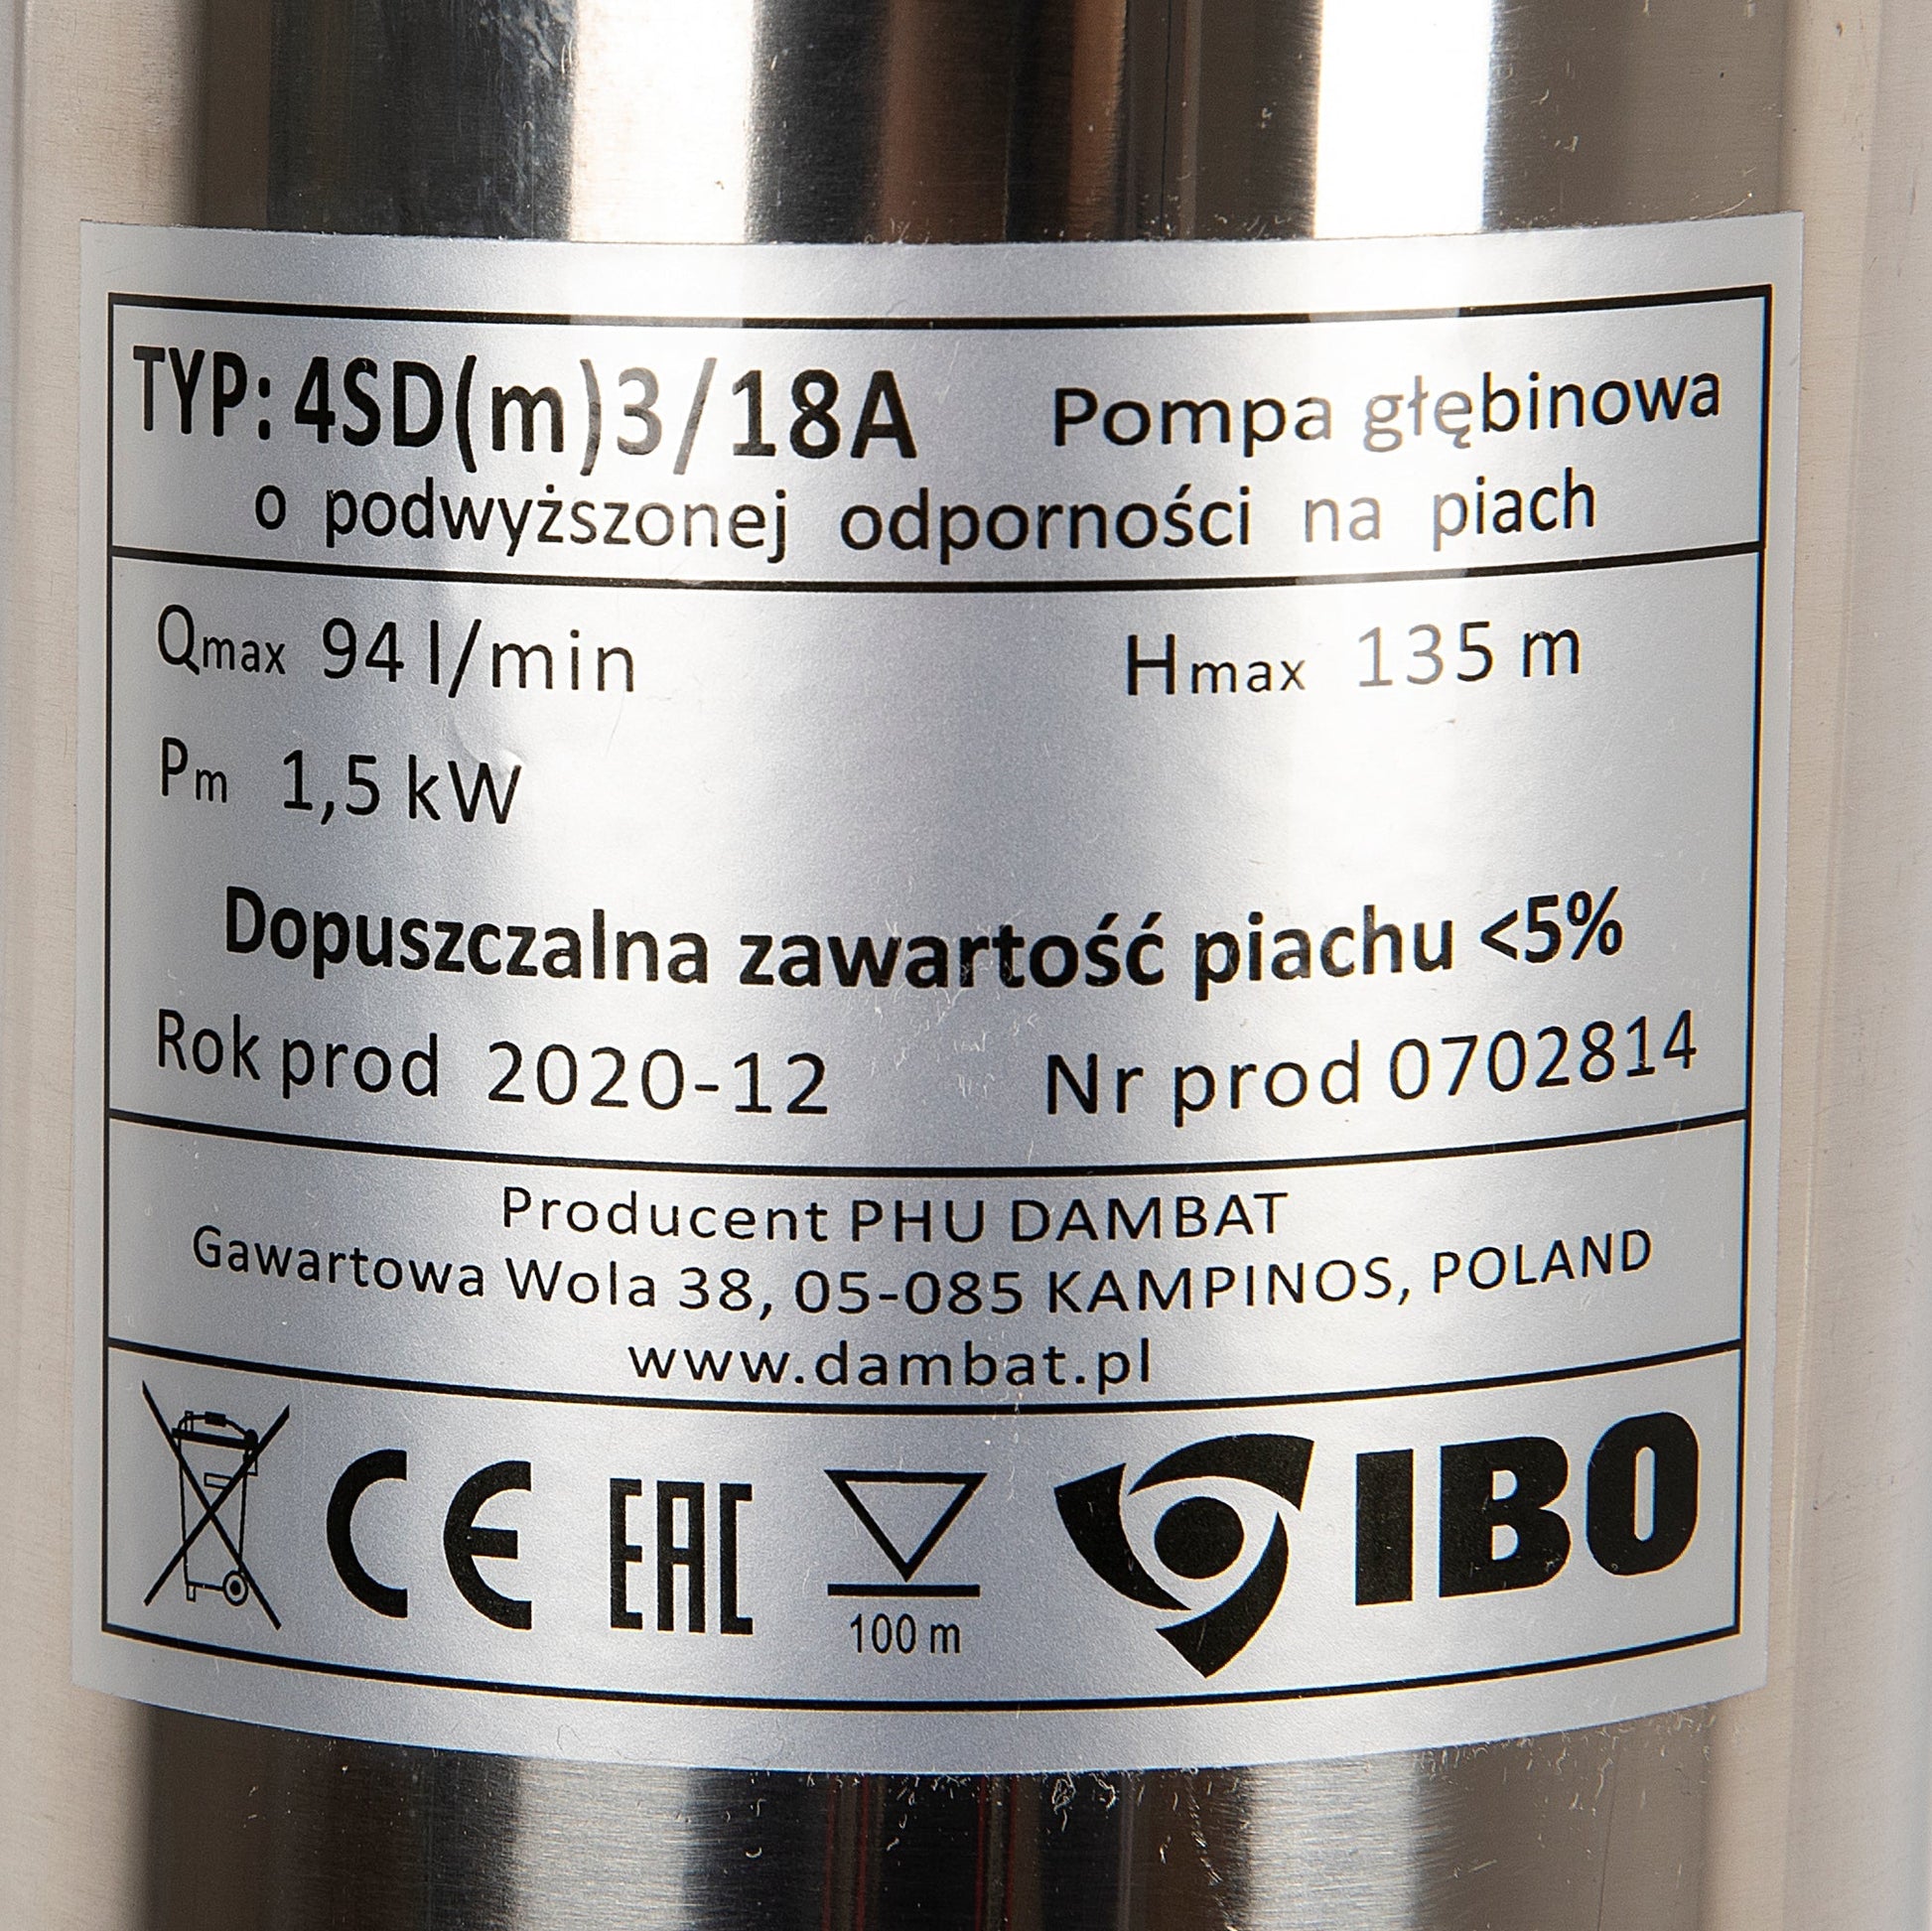 TYP: 4SD(m)3/18A Pompa głębinowa
o podwyższonej odporności na piach
Qmax 94 l/min Hmax 135 m
Pm 1,5 kW
Dopuszczalna zawartość piachu <5%
Rok prod 2020-12 Nr prod 0702814
Producent PHU DAMBAT
Gawartowa Wola 38, 05-085 KAMPINOS, POLAND
www.dambat.pl
CE EAC 100 m IBO